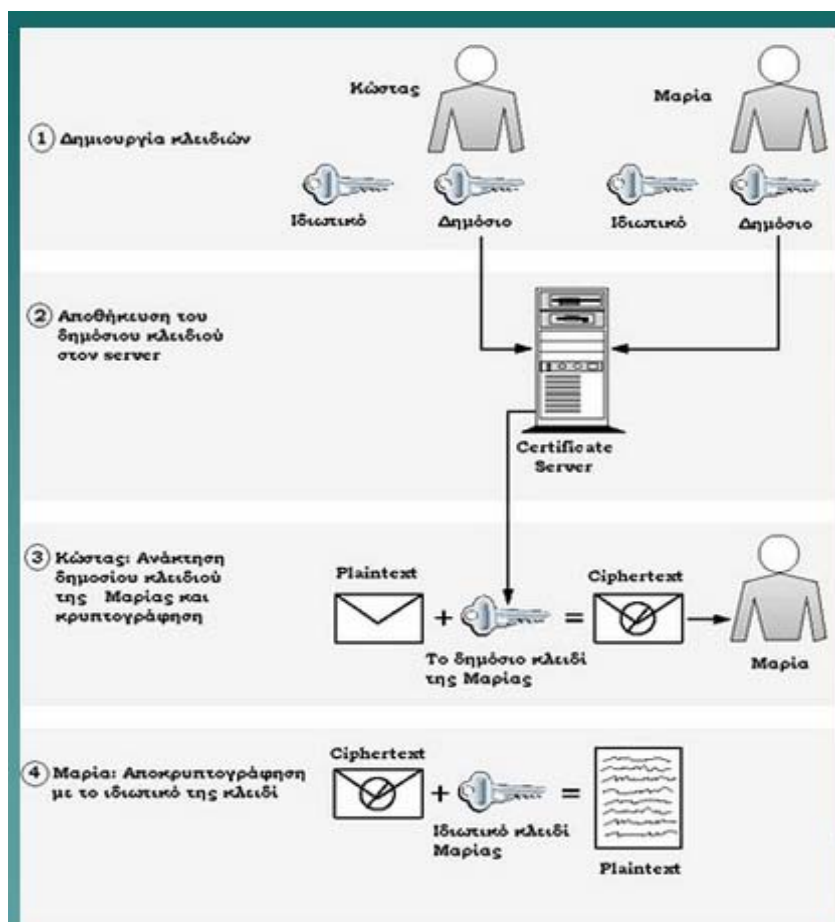 Κώστας
Μαρία
1 Δημιουργία κλειδιών
Ιδιωτικό
Δημόσιο
Ιδιωτικό
Δημόσιο
2 Αποθήκευση του
δημόσιου κλειδιού
στον server
Certificate
Server
3 Κώστας: Ανάκτηση
δημοσίου κλειδιού
της Μαρίας και
κρυπτογράφηση
Plaintext
+
=
Ciphertext
Το δημόσιο κλειδί
της Μαρίας
Μαρία
4 Μαρία: Αποκρυπτογράφηση
με το ιδιωτικό της κλειδί
Ciphertext
+
=
Ιδιωτικό κλειδί
Μαρίας
Plaintext